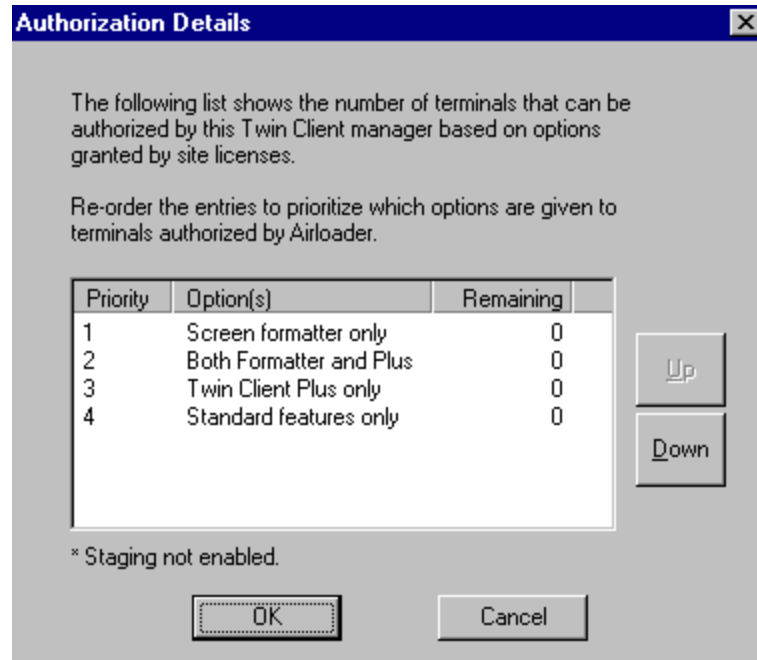 Authorization Details
The following list shows the number of terminals that can be
authorized by this Twin Client manager based on options
granted by site licenses.
Re-order the entries to prioritize which options are given to
terminals authorized by Airloader.
Priority Option(s) Remaining
1 Screen formatter only 0
2 Both Formatter and Plus 0
3 Twin Client Plus only 0
4 Standard features only 0
Up
Down
* Staging not enabled.
OK Cancel